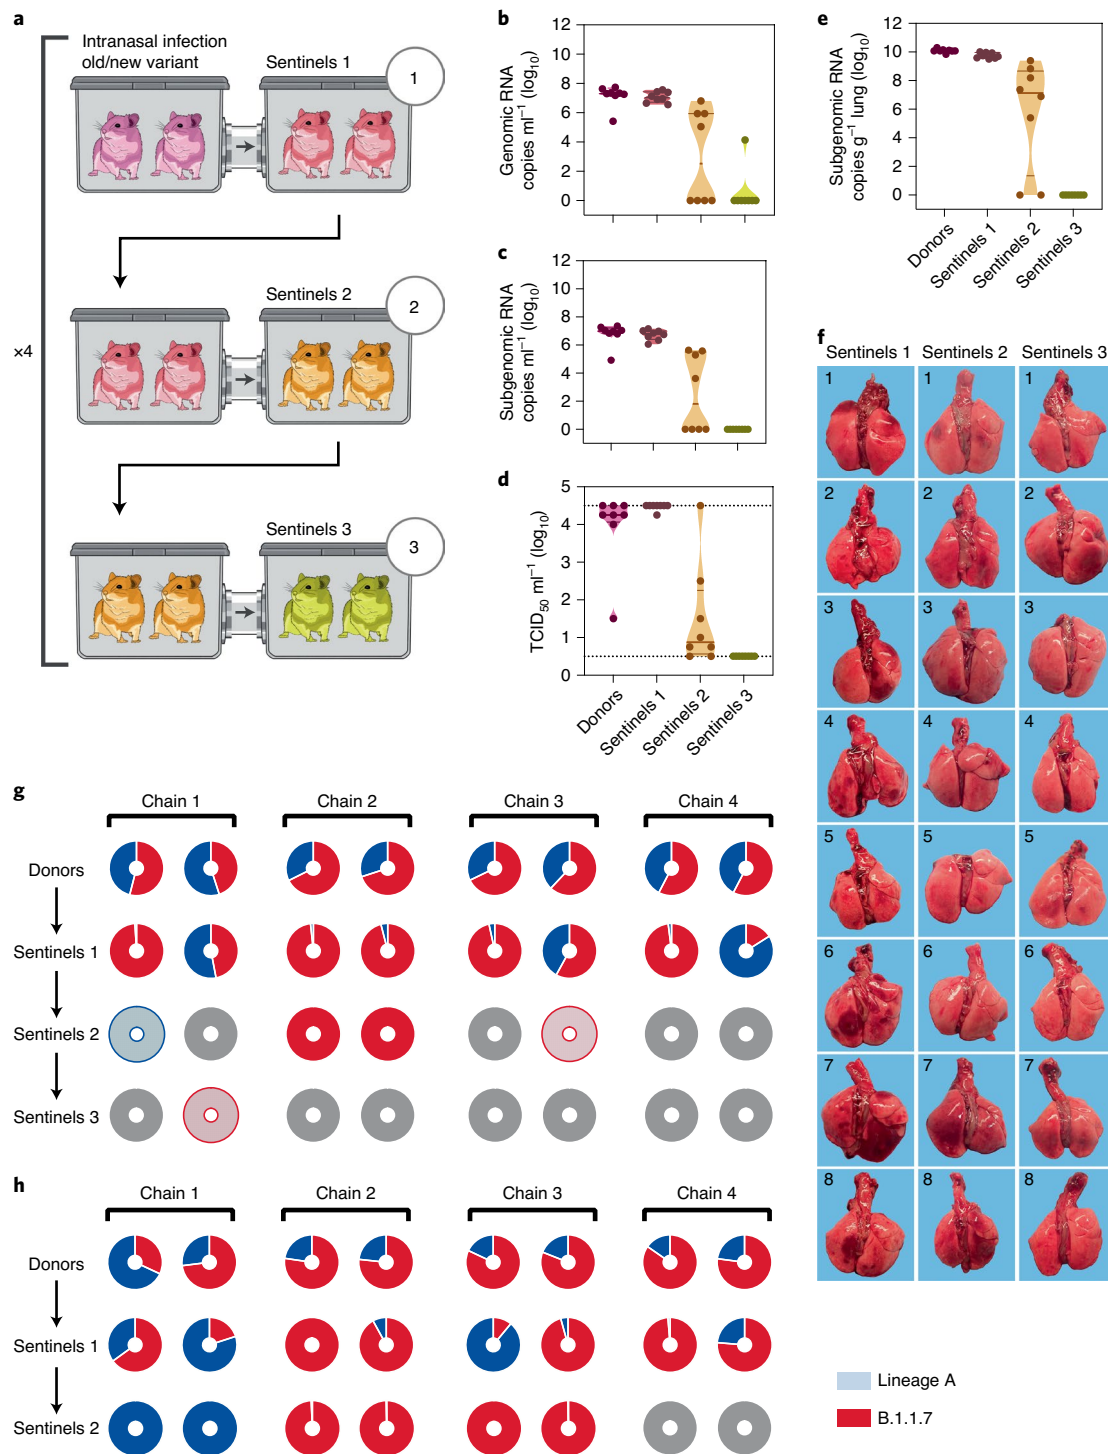 a
Intranasal infection
old/new variant
Sentinels 1
1
Sentinels 2
2
×4
Sentinels 3
3
b
Genomic RNA
copies ml⁻¹ (log₁₀)
12
10
8
6
4
2
0
c
Subgenomic RNA
copies ml⁻¹ (log₁₀)
12
10
8
6
4
2
0
d
TCID₅₀ ml⁻¹ (log₁₀)
5
4
3
2
1
0
Donors
Sentinels 1
Sentinels 2
Sentinels 3
e
Subgenomic RNA
copies g⁻¹ lung (log₁₀)
12
10
8
6
4
2
0
Donors
Sentinels 1
Sentinels 2
Sentinels 3
f
Sentinels 1 Sentinels 2 Sentinels 3
1 1 1
2 2 2
3 3 3
4 4 4
5 5 5
6 6 6
7 7 7
8 8 8
g
Chain 1 Chain 2 Chain 3 Chain 4
Donors
Sentinels 1
Sentinels 2
Sentinels 3
h
Chain 1 Chain 2 Chain 3 Chain 4
Donors
Sentinels 1
Sentinels 2
Lineage A
B.1.1.7